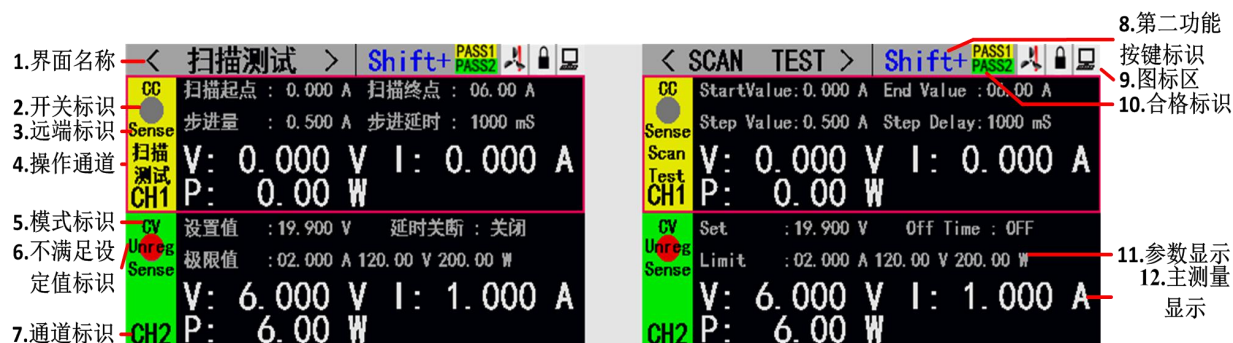 1.界面名称
2.开关标识
3.远端标识
4.操作通道
5.模式标识
6.不满足设
定值标识
7.通道标识
< 扫描测试 > Shift+ PASS1 PASS2
CC 扫描起点 : 0.000 A 扫描终点 : 06.00 A
Sense 步进量 : 0.500 A 步进延时 : 1000 mS
扫描
测试 V: 0.000 V I: 0.000 A
CH1 P: 0.00 W
CV 设置值 :19.900 V 延时关断 : 关闭
Unreg
Sense 极限值 :02.000 A 120.00 V 200.00 W
V: 6.000 V I: 1.000 A
CH2 P: 6.00 W
< SCAN TEST > Shift+ PASS1 PASS2
CC StartValue:0.000 A End Value :06.00 A
Sense Step Value:0.500 A Step Delay:1000 mS
Scan
Test V: 0.000 V I: 0.000 A
CH1 P: 0.00 W
CV Set :19.900 V Off Time : OFF
Unreg
Sense Limit :02.000 A 120.00 V 200.00 W
V: 6.000 V I: 1.000 A
CH2 P: 6.00 W
8.第二功能
按键标识
9.图标区
10.合格标识
11.参数显示
12.主测量
显示